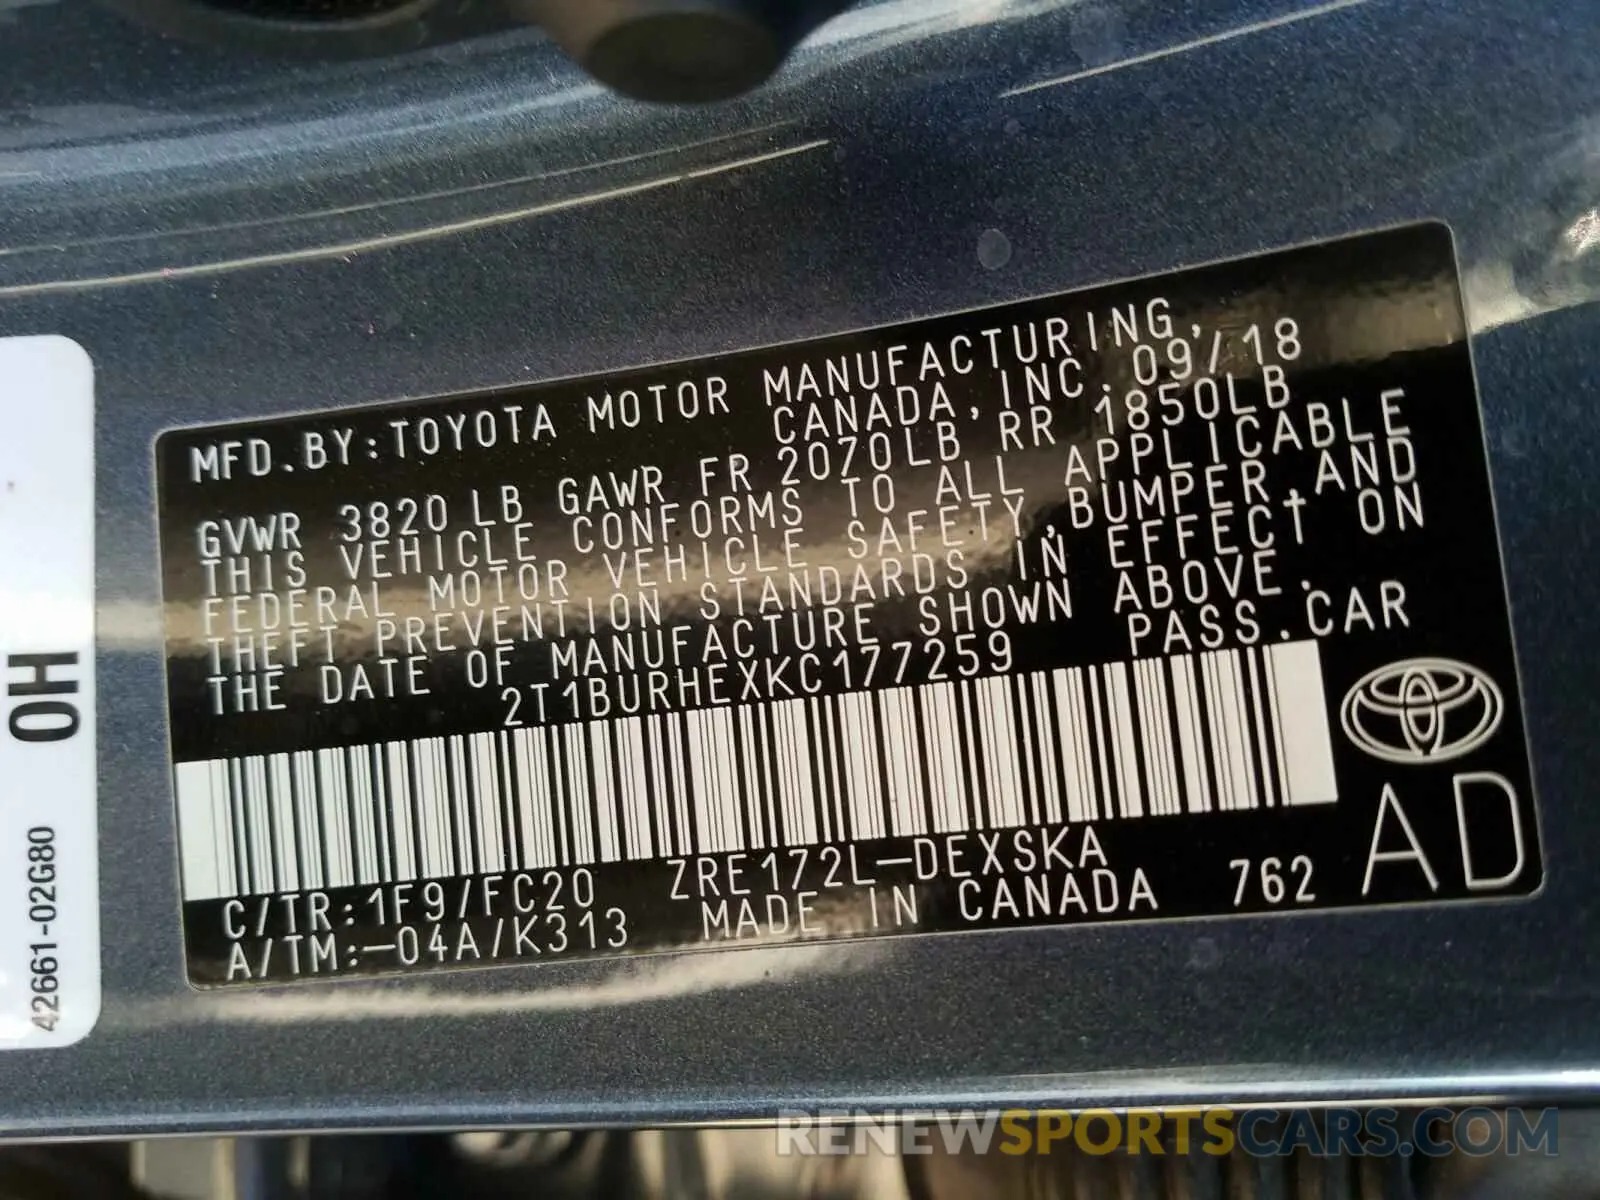 MFD.BY:TOYOTA MOTOR MANUFACTURING,
CANADA, INC. 09/18
GVWR 3820LB GAWR FR 2070LB RR 1850LB
THIS VEHICLE CONFORMS TO ALL APPLICABLE
FEDERAL MOTOR VEHICLE SAFETY, BUMPER, AND
THEFT PREVENTION STANDARDS IN EFFECT ON
THE DATE OF MANUFACTURE SHOWN ABOVE.
2T1BURHEXKC177259 PASS.CAR
C/TR:1F9/FC20 ZRE172L-DEXSKA
A/TM:-04A/K313 MADE IN CANADA 762
AD
0H
42661-02G80
RENEWSPORTSCARS.COM